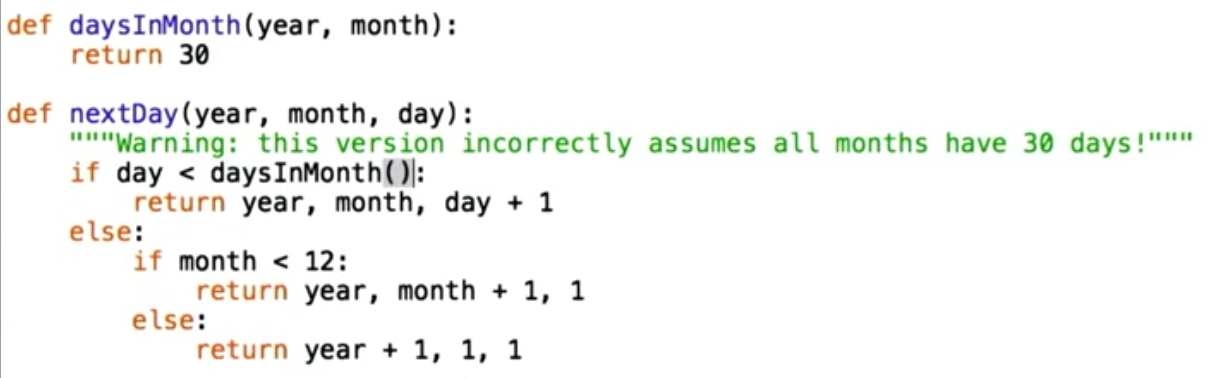 def daysInMonth(year, month):
    return 30

def nextDay(year, month, day):
    """Warning: this version incorrectly assumes all months have 30 days!"""
    if day < daysInMonth():
        return year, month, day + 1
    else:
        if month < 12:
            return year, month + 1, 1
        else:
            return year + 1, 1, 1